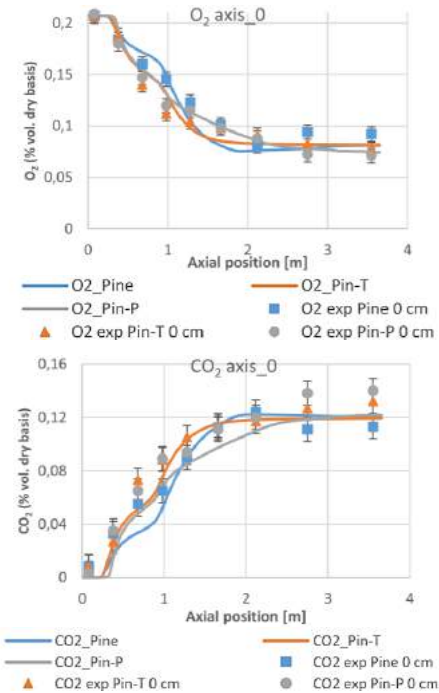 O2 axis_0
O2 (% vol. dry basis)
0,2
0,15
0,1
0,05
0
0 1 2 3 4
Axial position [m]
O2_Pine O2_Pin-T
O2_Pin-P O2 exp Pine 0 cm
O2 exp Pin-T 0 cm O2 exp Pin-P 0 cm
CO2 axis_0
CO2 (% vol. dry basis)
0,16
0,12
0,08
0,04
0
0 1 2 3 4
Axial position [m]
CO2_Pine CO2_Pin-T
CO2_Pin-P CO2 exp Pine 0 cm
CO2 exp Pin-T 0 cm CO2 exp Pin-P 0 cm